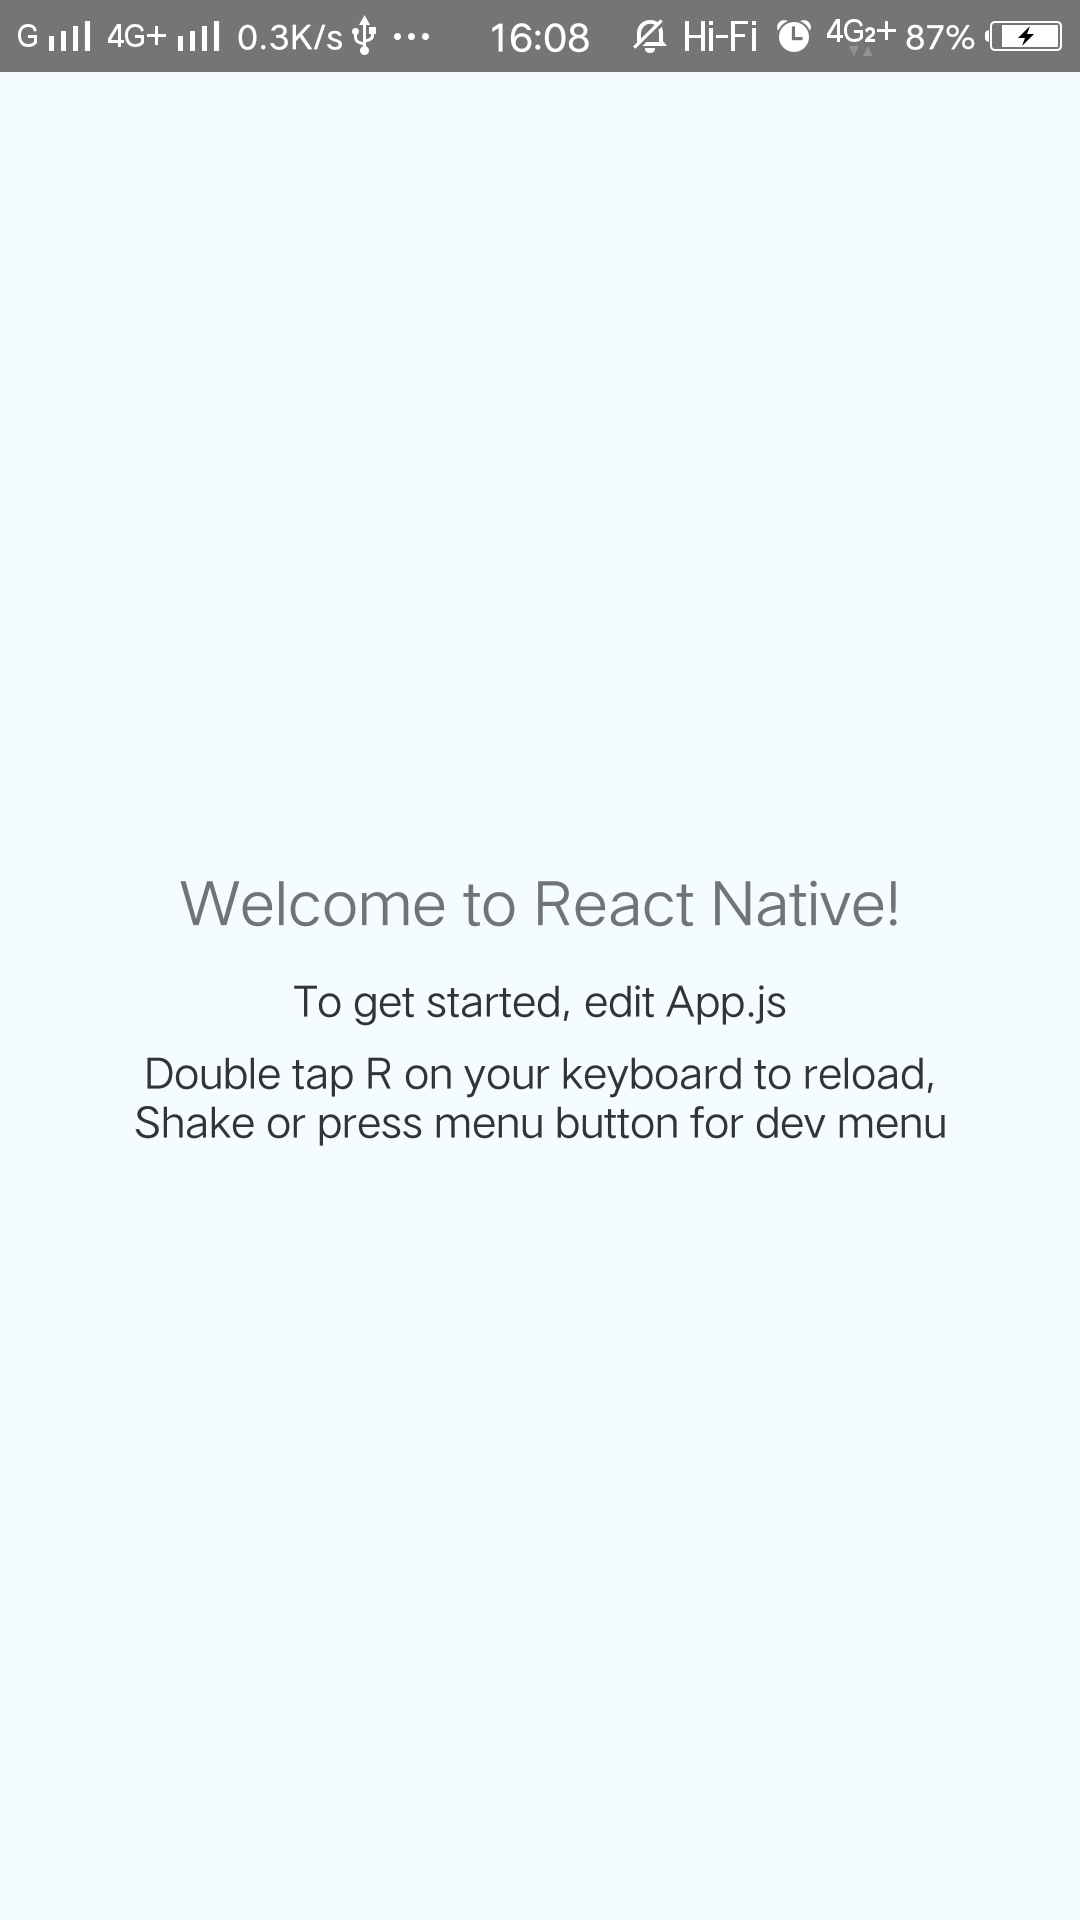 G 4G+ 0.3K/s ... 16:08 Hi-Fi 4G2+ 87%
Welcome to React Native!
To get started, edit App.js
Double tap R on your keyboard to reload,
Shake or press menu button for dev menu